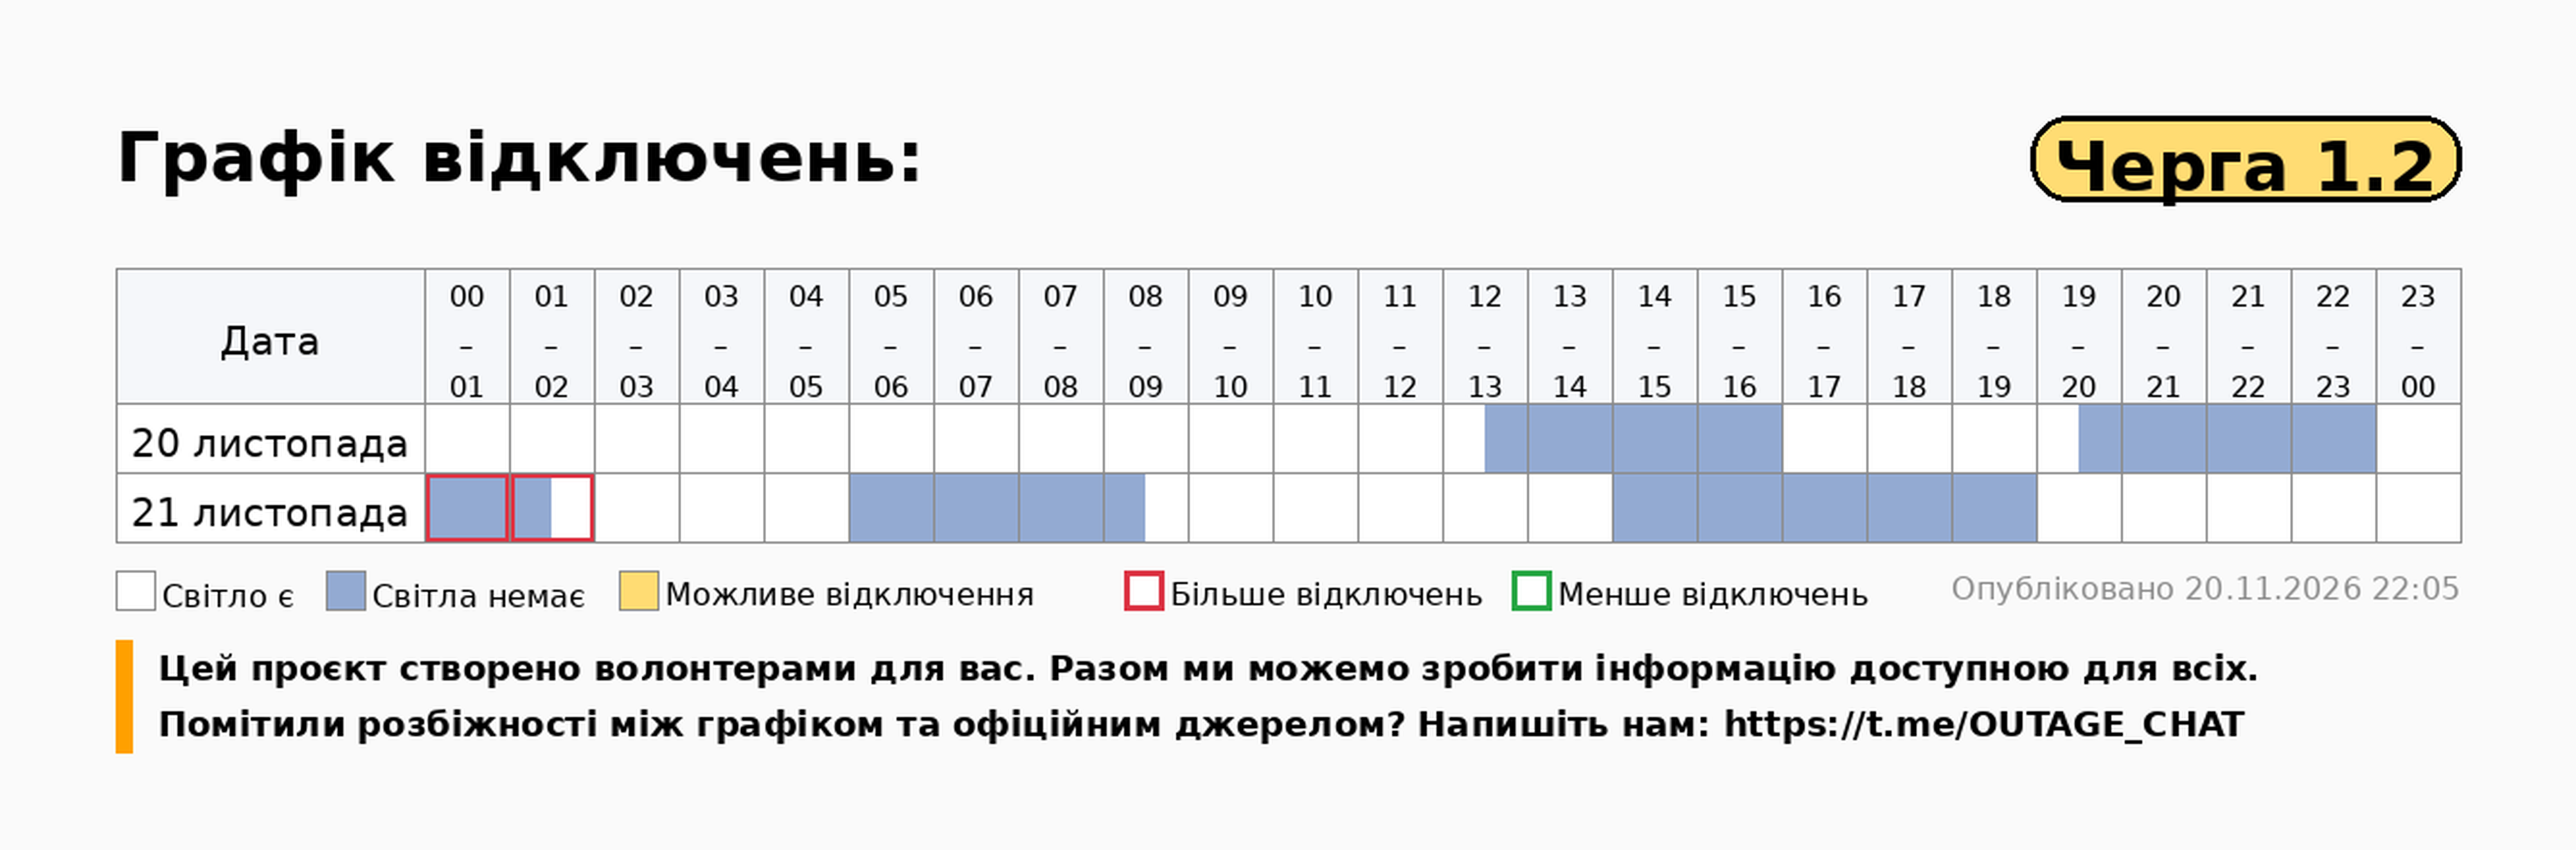 Графік відключень:
Черга 1.2
Дата
00 – 01
01 – 02
02 – 03
03 – 04
04 – 05
05 – 06
06 – 07
07 – 08
08 – 09
09 – 10
10 – 11
11 – 12
12 – 13
13 – 14
14 – 15
15 – 16
16 – 17
17 – 18
18 – 19
19 – 20
20 – 21
21 – 22
22 – 23
23 – 00
20 листопада
21 листопада
Світло є
Світла немає
Можливе відключення
Більше відключень
Менше відключень
Опубліковано 20.11.2026 22:05
Цей проєкт створено волонтерами для вас. Разом ми можемо зробити інформацію доступною для всіх.
Помітили розбіжності між графіком та офіційним джерелом? Напишіть нам: https://t.me/OUTAGE_CHAT